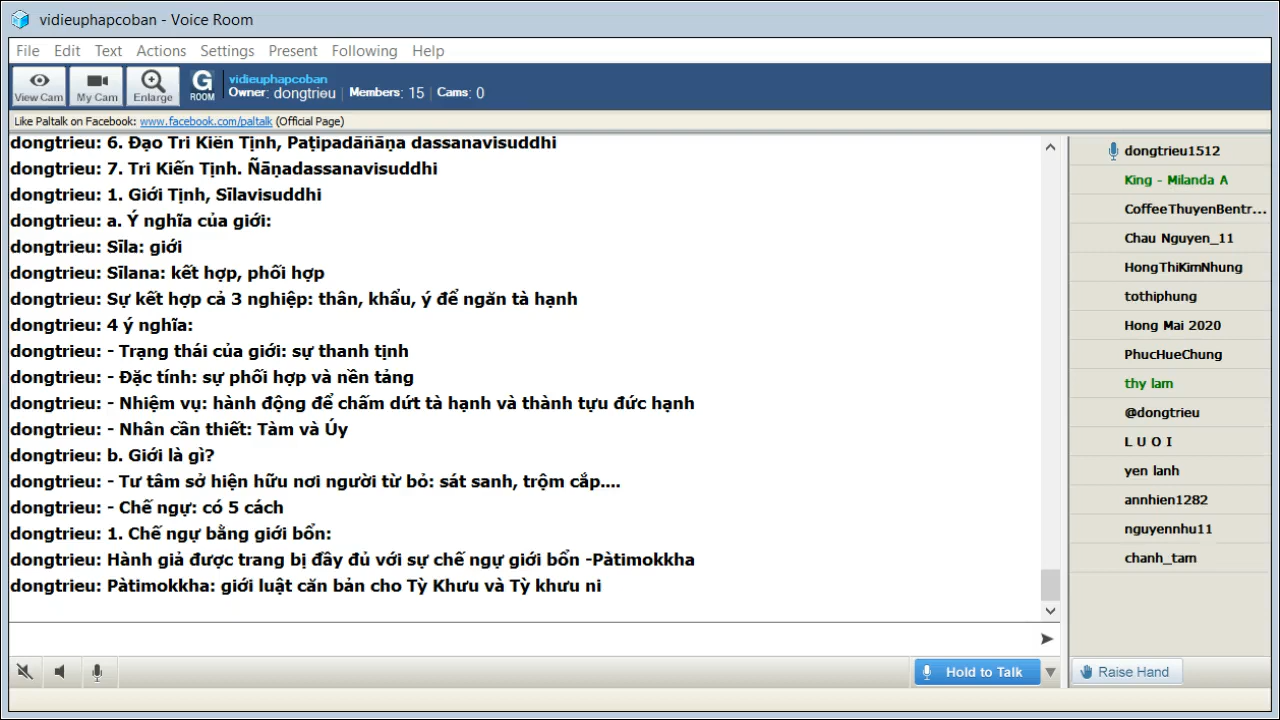 vidieuphapcoban - Voice Room
File Edit Text Actions Settings Present Following Help
View Cam My Cam Enlarge G ROOM
vidieuphapcoban
Owner: dongtrieu | Members: 15 | Cams: 0
Like Paltalk on Facebook: www.facebook.com/paltalk (Official Page)
dongtrieu: 6. Đạo Tri Kiến Tịnh, Paṭipadāñāṇa dassanavisuddhi
dongtrieu: 7. Tri Kiến Tịnh. Ñāṇadassanavisuddhi
dongtrieu: 1. Giới Tịnh, Sīlavisuddhi
dongtrieu: a. Ý nghĩa của giới:
dongtrieu: Sīla: giới
dongtrieu: Sīlana: kết hợp, phối hợp
dongtrieu: Sự kết hợp cả 3 nghiệp: thân, khẩu, ý để ngăn tà hạnh
dongtrieu: 4 ý nghĩa:
dongtrieu: - Trạng thái của giới: sự thanh tịnh
dongtrieu: - Đặc tính: sự phối hợp và nền tảng
dongtrieu: - Nhiệm vụ: hành động để chấm dứt tà hạnh và thành tựu đức hạnh
dongtrieu: - Nhân cần thiết: Tàm và Úy
dongtrieu: b. Giới là gì?
dongtrieu: - Tư tâm sở hiện hữu nơi người từ bỏ: sát sanh, trộm cắp....
dongtrieu: - Chế ngự: có 5 cách
dongtrieu: 1. Chế ngự bằng giới bổn:
dongtrieu: Hành giả được trang bị đầy đủ với sự chế ngự giới bổn -Pàtimokkha
dongtrieu: Pàtimokkha: giới luật căn bản cho Tỳ Khưu và Tỳ khưu ni
dongtrieu1512
King - Milanda A
CoffeeThuyenBentr...
Chau Nguyen_11
HongThiKimNhung
tothiphung
Hong Mai 2020
PhucHueChung
thy lam
@dongtrieu
L U O I
yen lanh
annhien1282
nguyennhu11
chanh_tam
Hold to Talk
Raise Hand